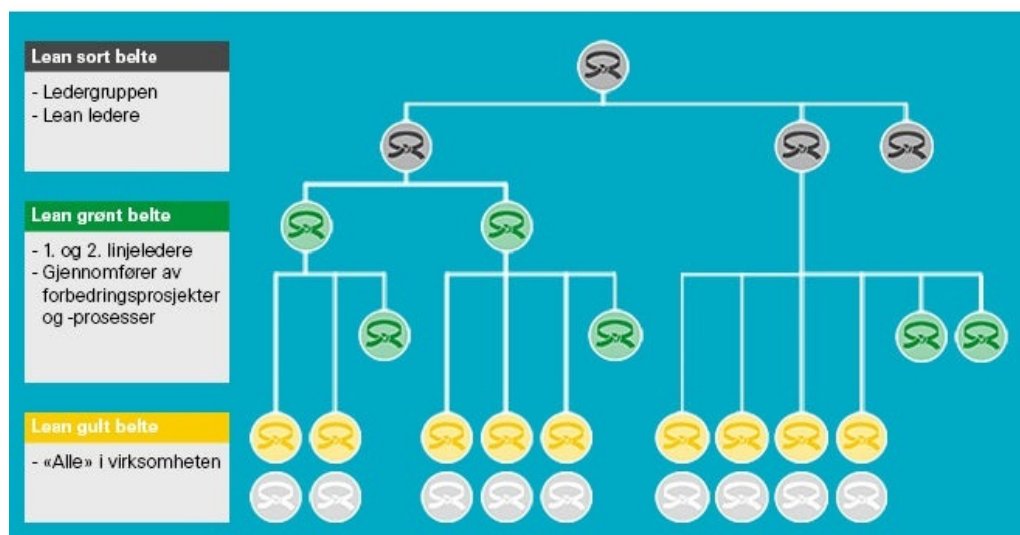 Lean sort belte
- Ledergruppen
- Lean ledere
Lean grønt belte
- 1. og 2. linjeledere
- Gjennomfører av
forbedringsprosjekter
og -prosesser
Lean gult belte
- «Alle» i virksomheten